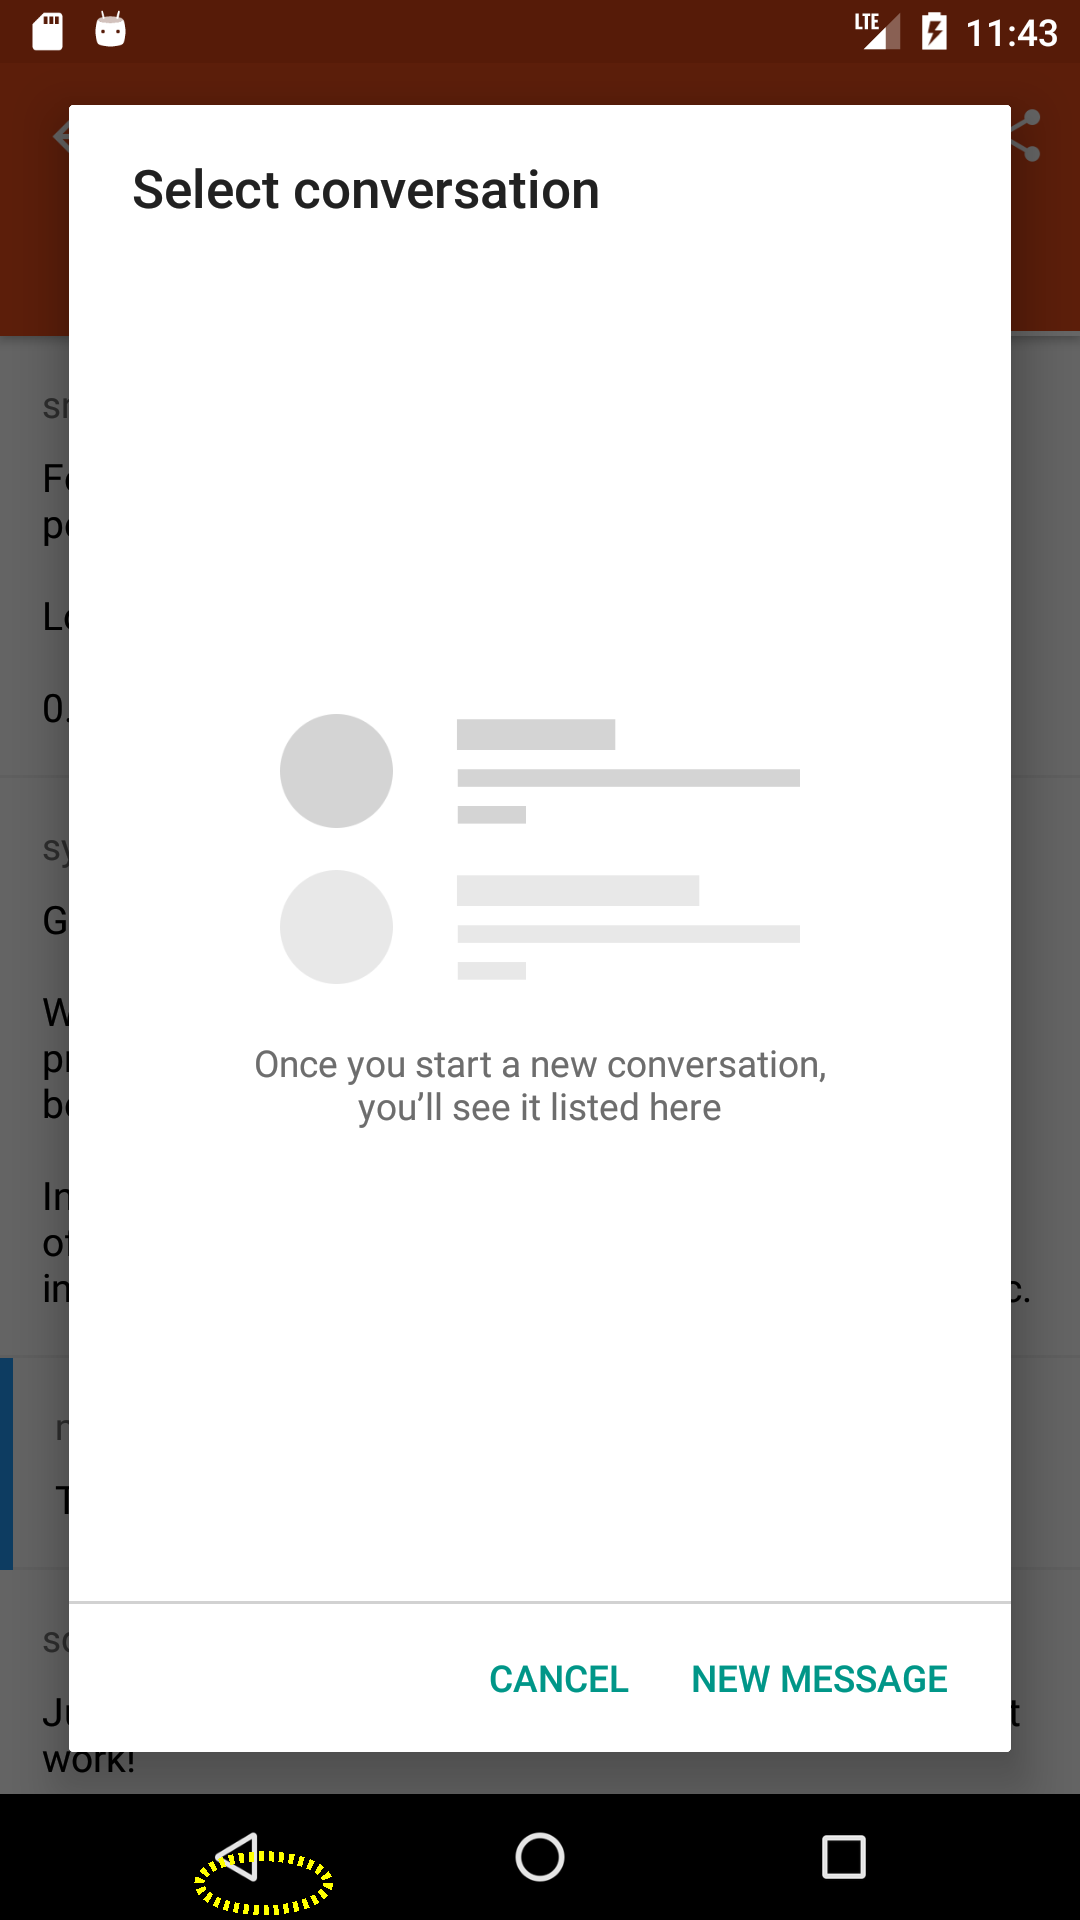 LTE 11:43
Select conversation
Once you start a new conversation,
you’ll see it listed here
CANCEL NEW MESSAGE
work!